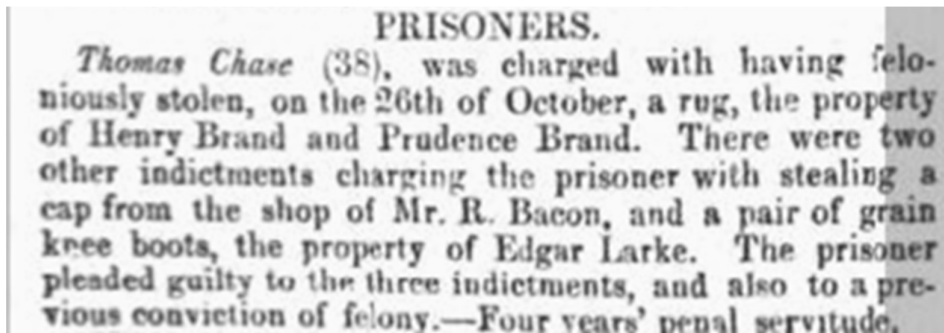 PRISONERS.
Thomas Chase (38), was charged with having felo-
niously stolen, on the 26th of October, a rug, the property
of Henry Brand and Prudence Brand. There were two
other indictments charging the prisoner with stealing a
cap from the shop of Mr. R. Bacon, and a pair of grain
knee boots, the property of Edgar Larke. The prisoner
pleaded guilty to the three indictments, and also to a pre-
vious conviction of felony.—Four years' penal servitude.